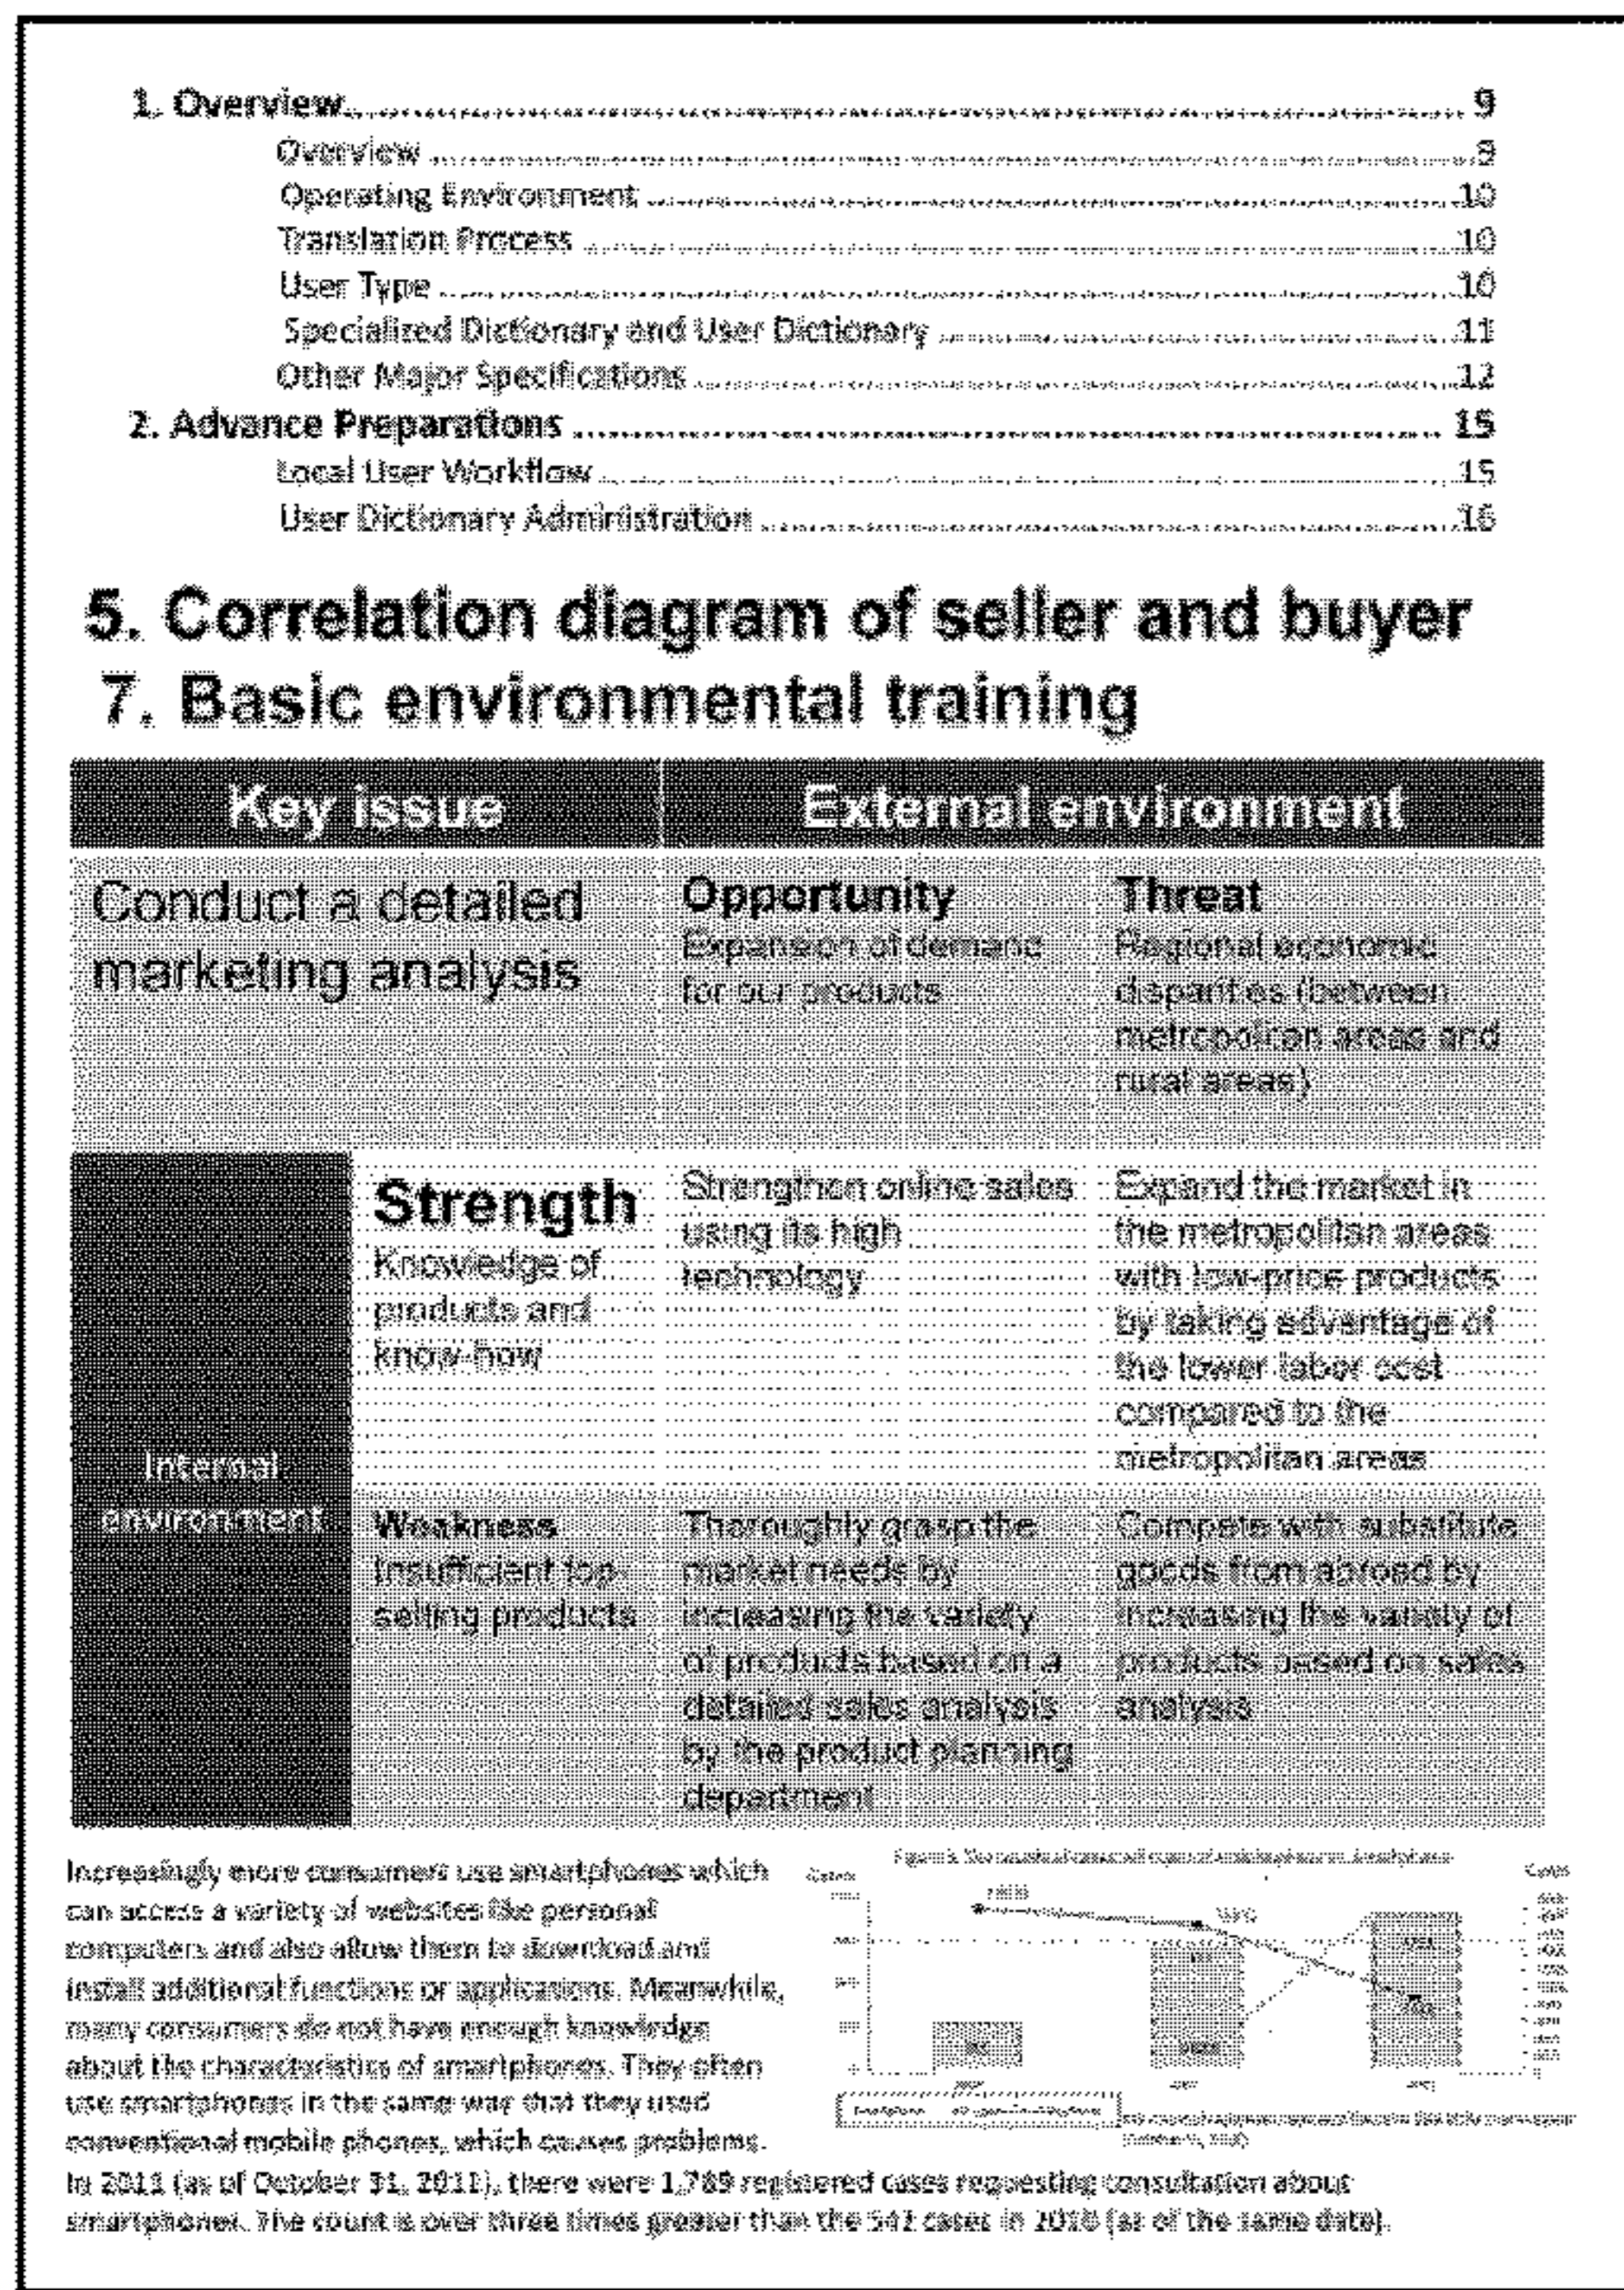 1. Overview 9
Overview 9
Operating Environment 10
Translation Process 10
User Type 10
Specialized Dictionary and User Dictionary 11
Other Major Specifications 12
2. Advance Preparations 15
Local User Workflow 15
User Dictionary Administration 16
5. Correlation diagram of seller and buyer
7. Basic environmental training
Key issue External environment
Conduct a detailed
marketing analysis
Opportunity
Expansion of demand
for our products
Threat
Regional economic
disparities (between
metropolitan areas and
rural areas)
Internal
environment
Strength
Knowledge of
products and
know-how
Strengthen online sales
using its high
technology
Expand the market in
the metropolitan areas
with low-price products
by taking advantage of
the lower labor cost
compared to the
metropolitan areas
Weakness
Insufficient top-
selling products
Thoroughly grasp the
market needs by
increasing the variety
of products based on a
detailed sales analysis
by the product planning
department
Compete with substitute
goods from abroad by
increasing the variety of
products based on sales
analysis
Increasingly more consumers use smartphones which
can access a variety of websites like personal
computers and also allow them to download and
install additional functions or applications. Meanwhile,
many consumers do not have enough knowledge
about the characteristics of smartphones. They often
use smartphones in the same way that they used
conventional mobile phones, which causes problems.
In 2011 (as of October 31, 2011), there were 1,789 registered cases requesting consultation about
smartphones. The count is over three times greater than the 542 cases in 2010 (as of the same date).
Cases
Cases